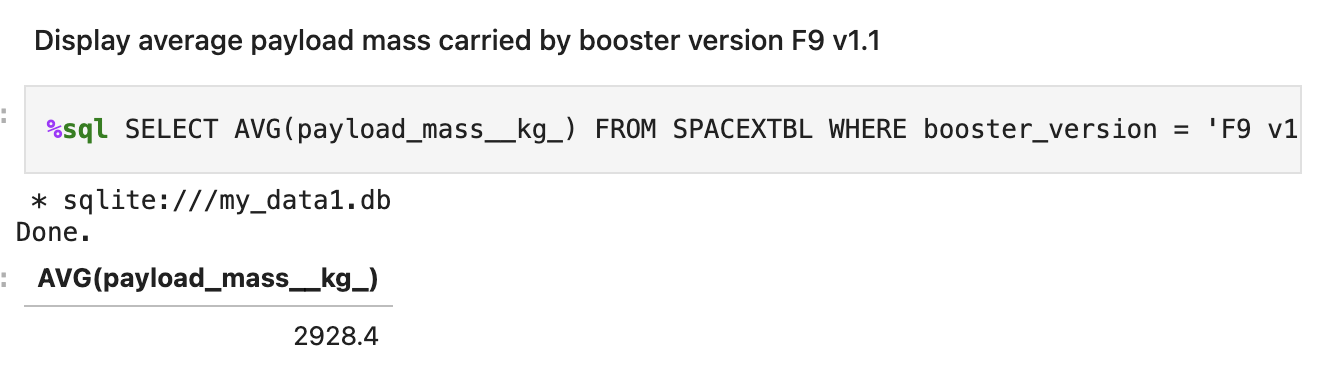 Display average payload mass carried by booster version F9 v1.1
:
%sql SELECT AVG(payload_mass__kg_) FROM SPACEXTBL WHERE booster_version = 'F9 v1
* sqlite:///my_data1.db
Done.
:
AVG(payload_mass__kg_)
2928.4